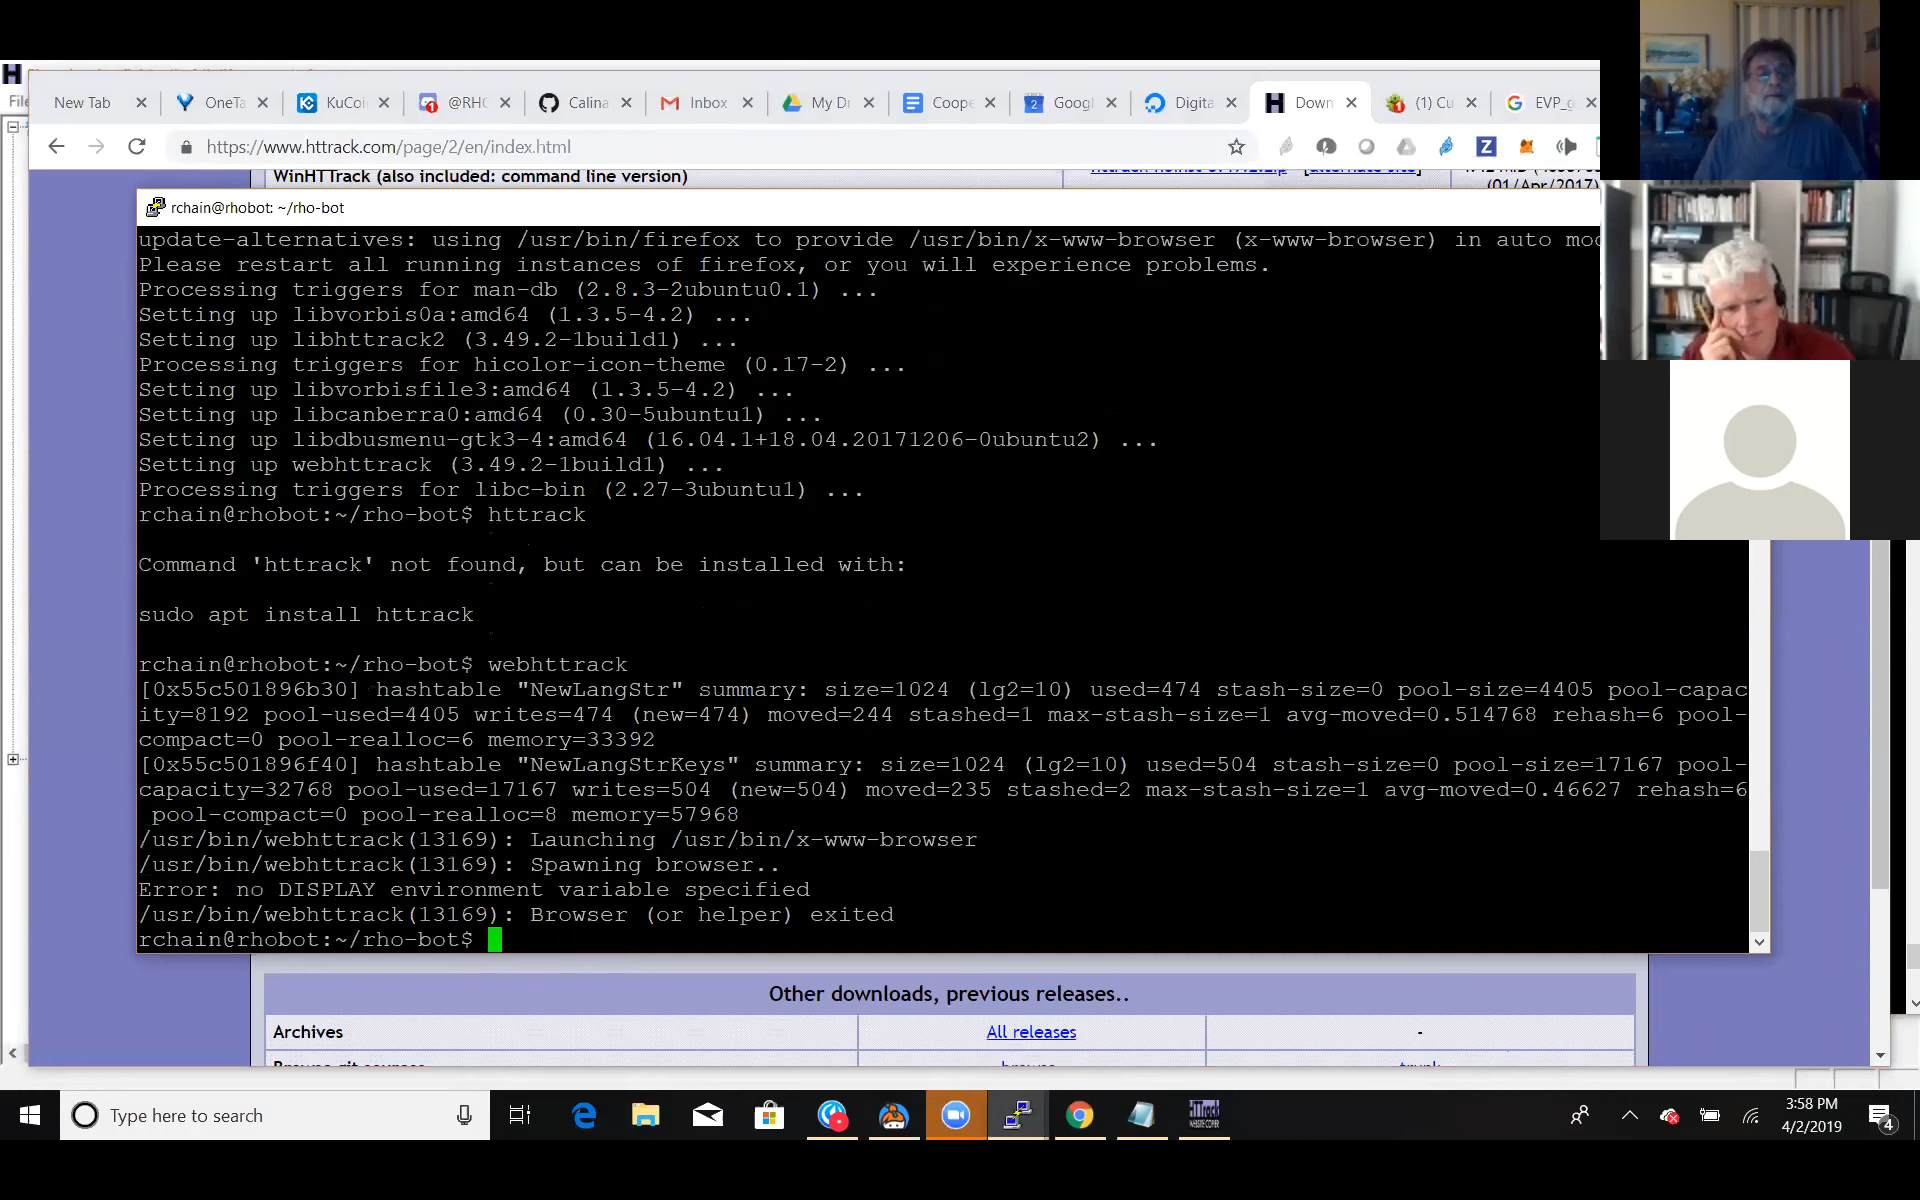 H
File
New Tab
OneTa
KuCoi
@RHO
Calina
Inbox
My Dr
Coope
2 Googl
Digita
H Down
(1) Cu
EVP_
https://www.httrack.com/page/2/en/index.html
Z
WinHTTrack (also included: command line version)
[alternate site]
(01/Apr/2017)
rchain@rhobot: ~/rho-bot
update-alternatives: using /usr/bin/firefox to provide /usr/bin/x-www-browser (x-www-browser) in auto mod
Please restart all running instances of firefox, or you will experience problems.
Processing triggers for man-db (2.8.3-2ubuntu0.1) ...
Setting up libvorbis0a:amd64 (1.3.5-4.2) ...
Setting up libhttrack2 (3.49.2-1build1) ...
Processing triggers for hicolor-icon-theme (0.17-2) ...
Setting up libvorbisfile3:amd64 (1.3.5-4.2) ...
Setting up libcanberra0:amd64 (0.30-5ubuntu1) ...
Setting up libdbusmenu-gtk3-4:amd64 (16.04.1+18.04.20171206-0ubuntu2) ...
Setting up webhttrack (3.49.2-1build1) ...
Processing triggers for libc-bin (2.27-3ubuntu1) ...
rchain@rhobot:~/rho-bot$ httrack
Command 'httrack' not found, but can be installed with:
sudo apt install httrack
rchain@rhobot:~/rho-bot$ webhttrack
[0x55c501896b30] hashtable "NewLangStr" summary: size=1024 (lg2=10) used=474 stash-size=0 pool-size=4405 pool-capac
ity=8192 pool-used=4405 writes=474 (new=474) moved=244 stashed=1 max-stash-size=1 avg-moved=0.514768 rehash=6 pool-
compact=0 pool-realloc=6 memory=33392
[0x55c501896f40] hashtable "NewLangStrKeys" summary: size=1024 (lg2=10) used=504 stash-size=0 pool-size=17167 pool-
capacity=32768 pool-used=17167 writes=504 (new=504) moved=235 stashed=2 max-stash-size=1 avg-moved=0.46627 rehash=6
pool-compact=0 pool-realloc=8 memory=57968
/usr/bin/webhttrack(13169): Launching /usr/bin/x-www-browser
/usr/bin/webhttrack(13169): Spawning browser..
Error: no DISPLAY environment variable specified
/usr/bin/webhttrack(13169): Browser (or helper) exited
rchain@rhobot:~/rho-bot$
Other downloads, previous releases..
Archives All releases -
Type here to search
HTTrack
WEBSITE COPIER
3:58 PM
4/2/2019
4